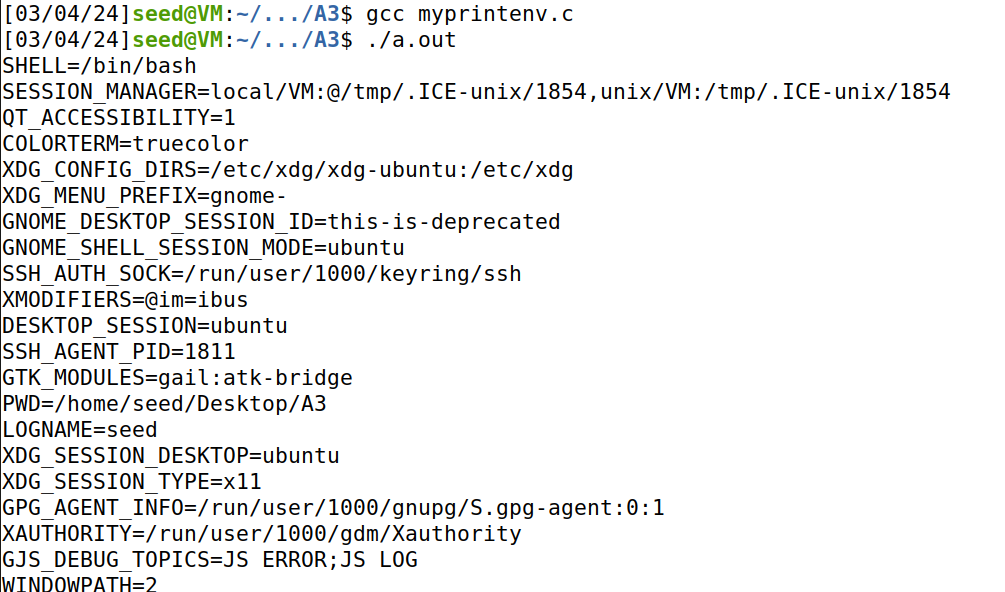 [03/04/24]seed@VM:~/.../A3$ gcc myprintenv.c
[03/04/24]seed@VM:~/.../A3$ ./a.out
SHELL=/bin/bash
SESSION_MANAGER=local/VM:@/tmp/.ICE-unix/1854,unix/VM:/tmp/.ICE-unix/1854
QT_ACCESSIBILITY=1
COLORTERM=truecolor
XDG_CONFIG_DIRS=/etc/xdg/xdg-ubuntu:/etc/xdg
XDG_MENU_PREFIX=gnome-
GNOME_DESKTOP_SESSION_ID=this-is-deprecated
GNOME_SHELL_SESSION_MODE=ubuntu
SSH_AUTH_SOCK=/run/user/1000/keyring/ssh
XMODIFIERS=@im=ibus
DESKTOP_SESSION=ubuntu
SSH_AGENT_PID=1811
GTK_MODULES=gail:atk-bridge
PWD=/home/seed/Desktop/A3
LOGNAME=seed
XDG_SESSION_DESKTOP=ubuntu
XDG_SESSION_TYPE=x11
GPG_AGENT_INFO=/run/user/1000/gnupg/S.gpg-agent:0:1
XAUTHORITY=/run/user/1000/gdm/Xauthority
GJS_DEBUG_TOPICS=JS ERROR;JS LOG
WINDOWPATH=2